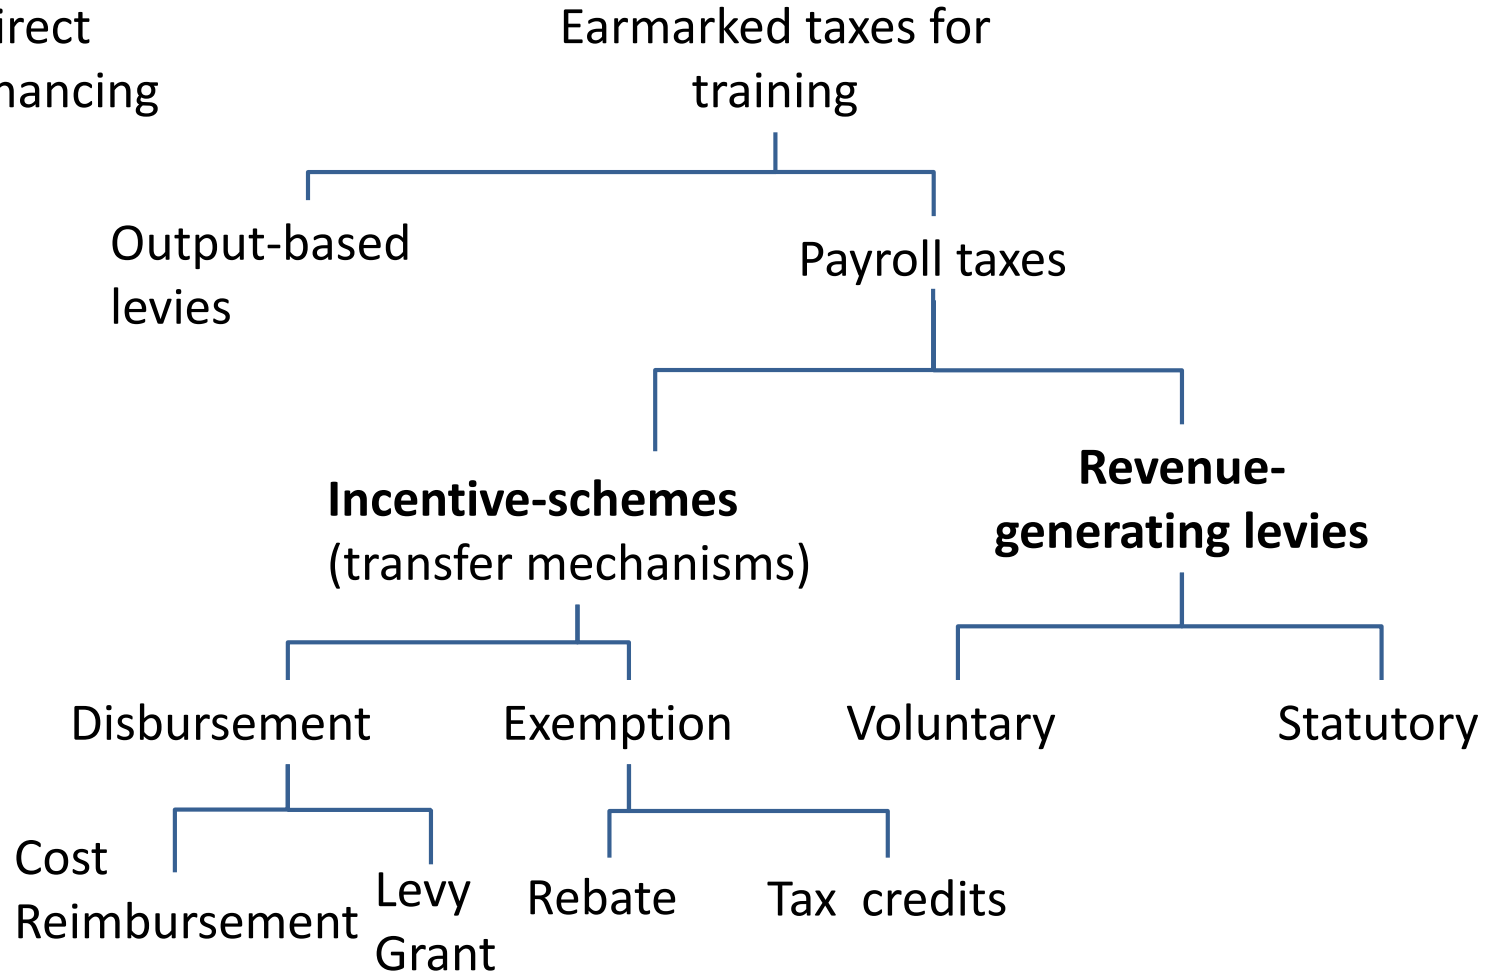 irect
nancing
Earmarked taxes for
training
Output-based
levies
Payroll taxes
Incentive-schemes
(transfer mechanisms)
Revenue-
generating levies
Disbursement
Exemption
Voluntary
Statutory
Cost
Reimbursement
Levy
Grant
Rebate
Tax  credits